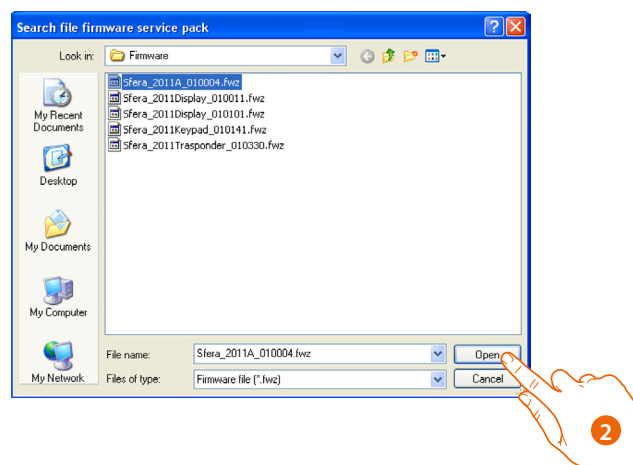 Search file firmware service pack
Look in:
Firmware
My Recent
Documents
Desktop
My Documents
My Computer
My Network
Sfera_2011A_010004.fwz
Sfera_2011Display_010011.fwz
Sfera_2011Display_010101.fwz
Sfera_2011Keypad_010141.fwz
Sfera_2011Trasponder_010330.fwz
File name:
Sfera_2011A_010004.fwz
Open
Files of type:
Firmware file (*.fwz)
Cancel
2